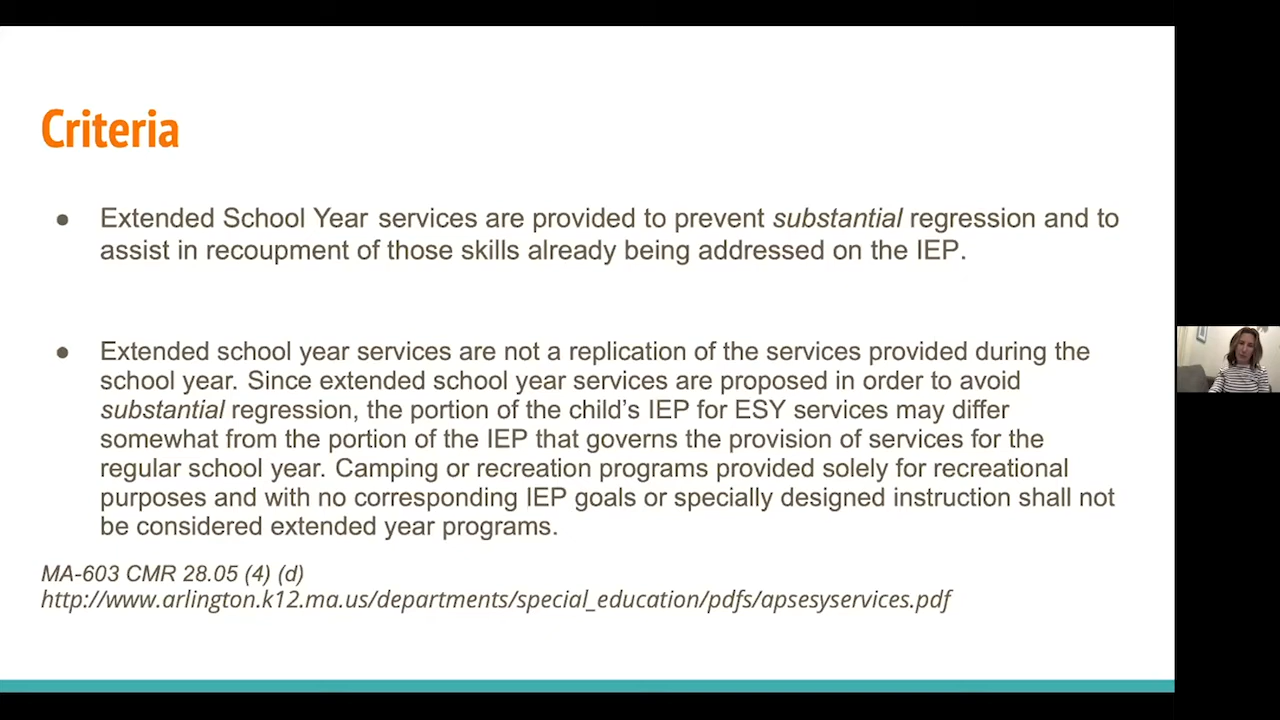 Criteria
● Extended School Year services are provided to prevent substantial regression and to
assist in recoupment of those skills already being addressed on the IEP.
● Extended school year services are not a replication of the services provided during the
school year. Since extended school year services are proposed in order to avoid
substantial regression, the portion of the child's IEP for ESY services may differ
somewhat from the portion of the IEP that governs the provision of services for the
regular school year. Camping or recreation programs provided solely for recreational
purposes and with no corresponding IEP goals or specially designed instruction shall not
be considered extended year programs.
MA-603 CMR 28.05 (4) (d)
http://www.arlington.k12.ma.us/departments/special_education/pdfs/apsesyservices.pdf